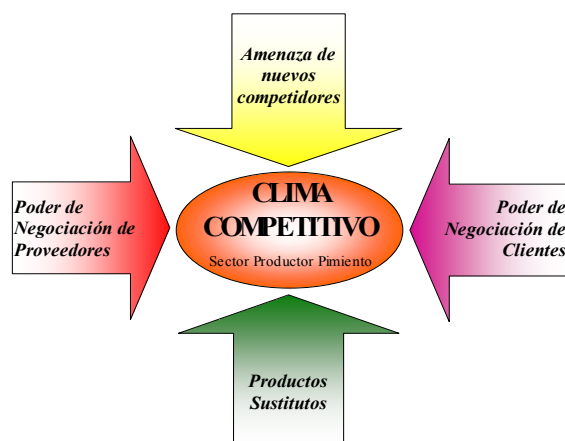 Amenaza de
nuevos
competidores
Poder de
Negociación de
Proveedores
CLIMA
COMPETITIVO
Sector Productor Pimiento
Poder de
Negociación de
Clientes
Productos
Sustitutos